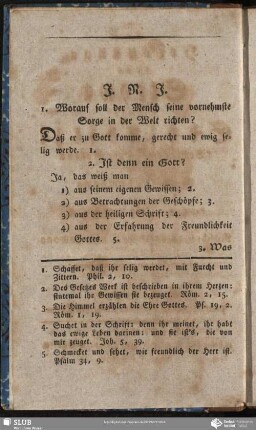 J. N. J.
1. Worauf soll der Mensch seine vornehmste
Sorge in der Welt richten?
Daß er zu Gott komme, gerecht und ewig se-
lig werde. 1.
2. Ist denn ein Gott?
Ja, das weiß man
1) aus seinem eigenen Gewissen; 2.
2) aus Betrachtungen der Geschöpfe; 3.
3) aus der heiligen Schrift; 4.
4) aus der Erfahrung der Freundlichkeit
Gottes. 5.
3. Was
1. Schaffet, daß ihr selig werdet, mit Furcht und
Zittern. Phil. 2, 10.
2. Des Gesetzes Werk ist beschrieben in ihrem Herzen:
sintemal ihr Gewissen sie bezeuget. Röm. 2, 15.
3. Die Himmel erzählen die Ehre Gottes. Ps. 19, 2.
Röm. 1, 19.
4. Suchet in der Schrift: denn ihr meinet, ihr habt
das ewige Leben darinen: und sie ist's, die von
mir zeuget. Joh. 5, 39.
5. Schmecket und sehet, wie freundlich der Herr ist.
Psalm 34, 9.
SLUB